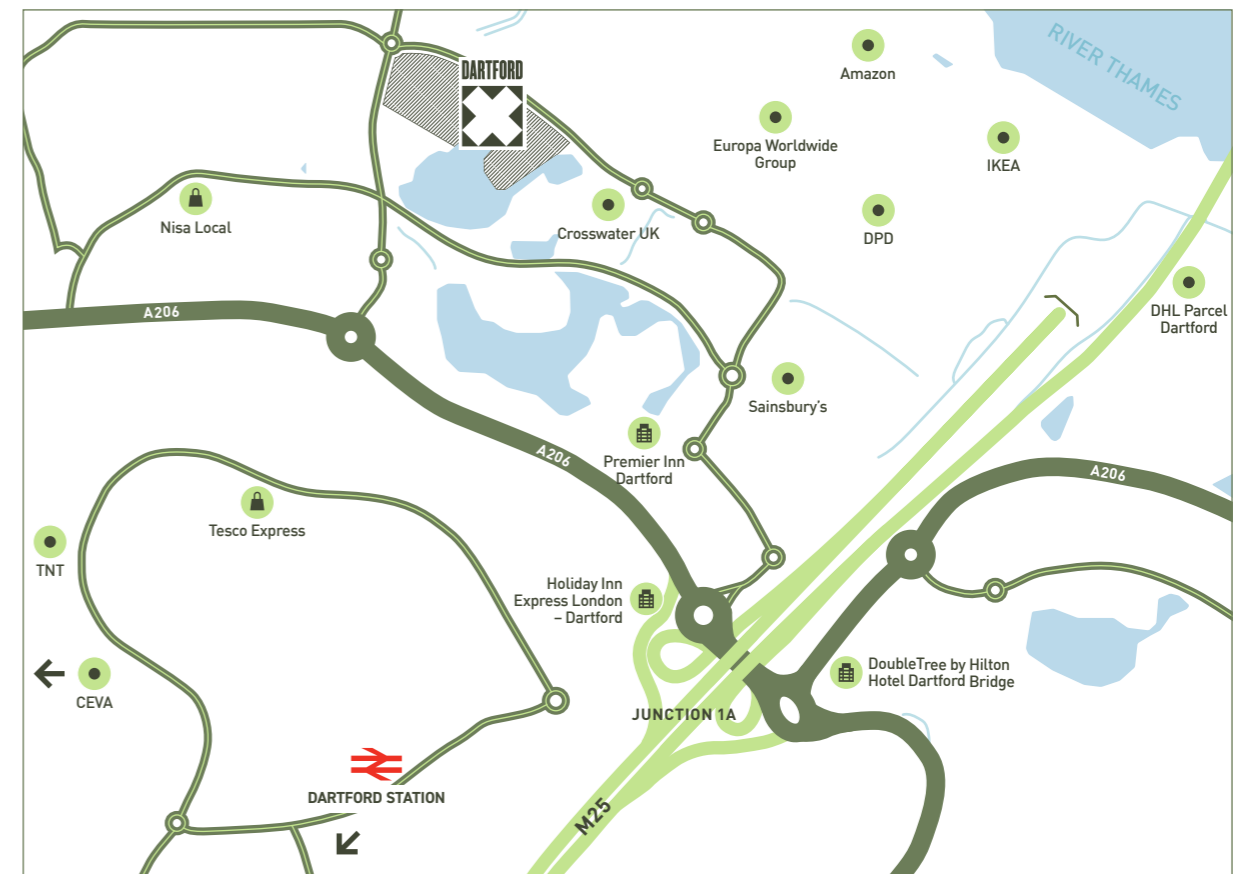 DARTFORD
RIVER THAMES
Amazon
Europa Worldwide
Group
IKEA
Nisa Local
Crosswater UK
DPD
DHL Parcel
Dartford
A206
Sainsbury's
A206
Premier Inn
Dartford
A206
Tesco Express
TNT
Holiday Inn
Express London
– Dartford
DoubleTree by Hilton
Hotel Dartford Bridge
CEVA
JUNCTION 1A
DARTFORD STATION
M25